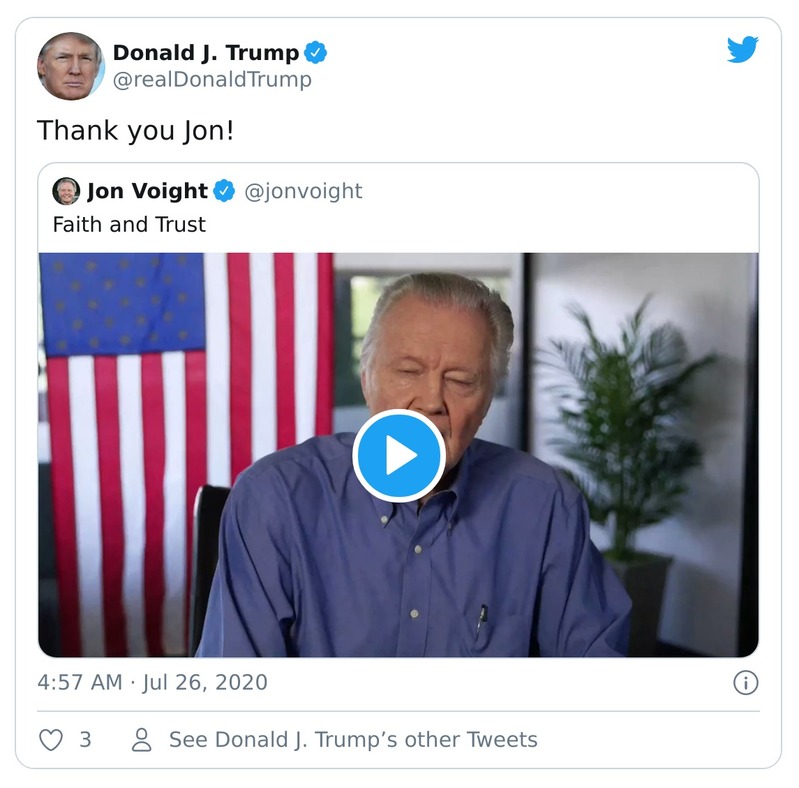 Donald J. Trump
@realDonaldTrump
Thank you Jon!
Jon Voight @jonvoight
Faith and Trust
4:57 AM · Jul 26, 2020
3 See Donald J. Trump’s other Tweets